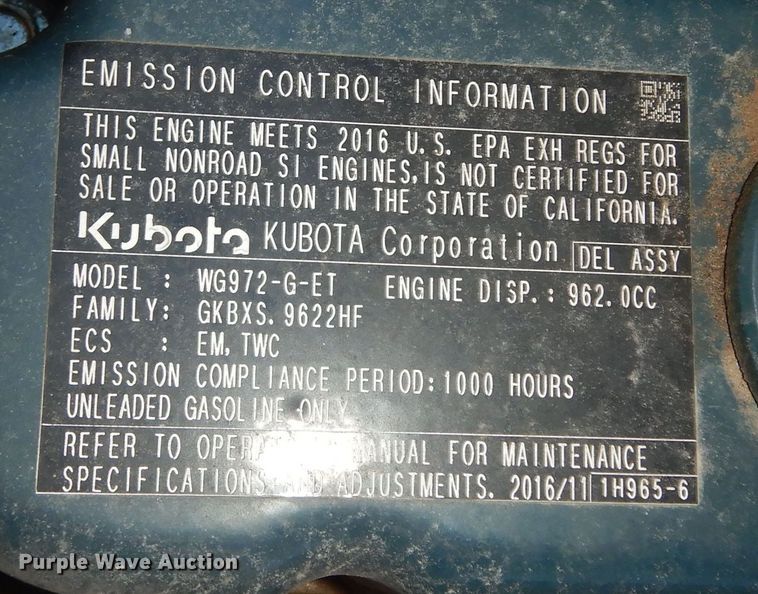 EMISSION CONTROL INFORMATION
THIS ENGINE MEETS 2016 U.S. EPA EXH REGS FOR
SMALL NONROAD SI ENGINES,IS NOT CERTIFIED FOR
SALE OR OPERATION IN THE STATE OF CALIFORNIA.
Kubota KUBOTA Corporation DEL ASSY
MODEL : WG972-G-ET ENGINE DISP.: 962.0CC
FAMILY: GKBXS.9622HF
ECS : EM,TWC
EMISSION COMPLIANCE PERIOD:1000 HOURS
UNLEADED GASOLINE ONLY
REFER TO MANUAL FOR MAINTENANCE
SPECIFICATIONS AND ADJUSTMENTS. 2016/11 1H965-6
Purple Wave Auction